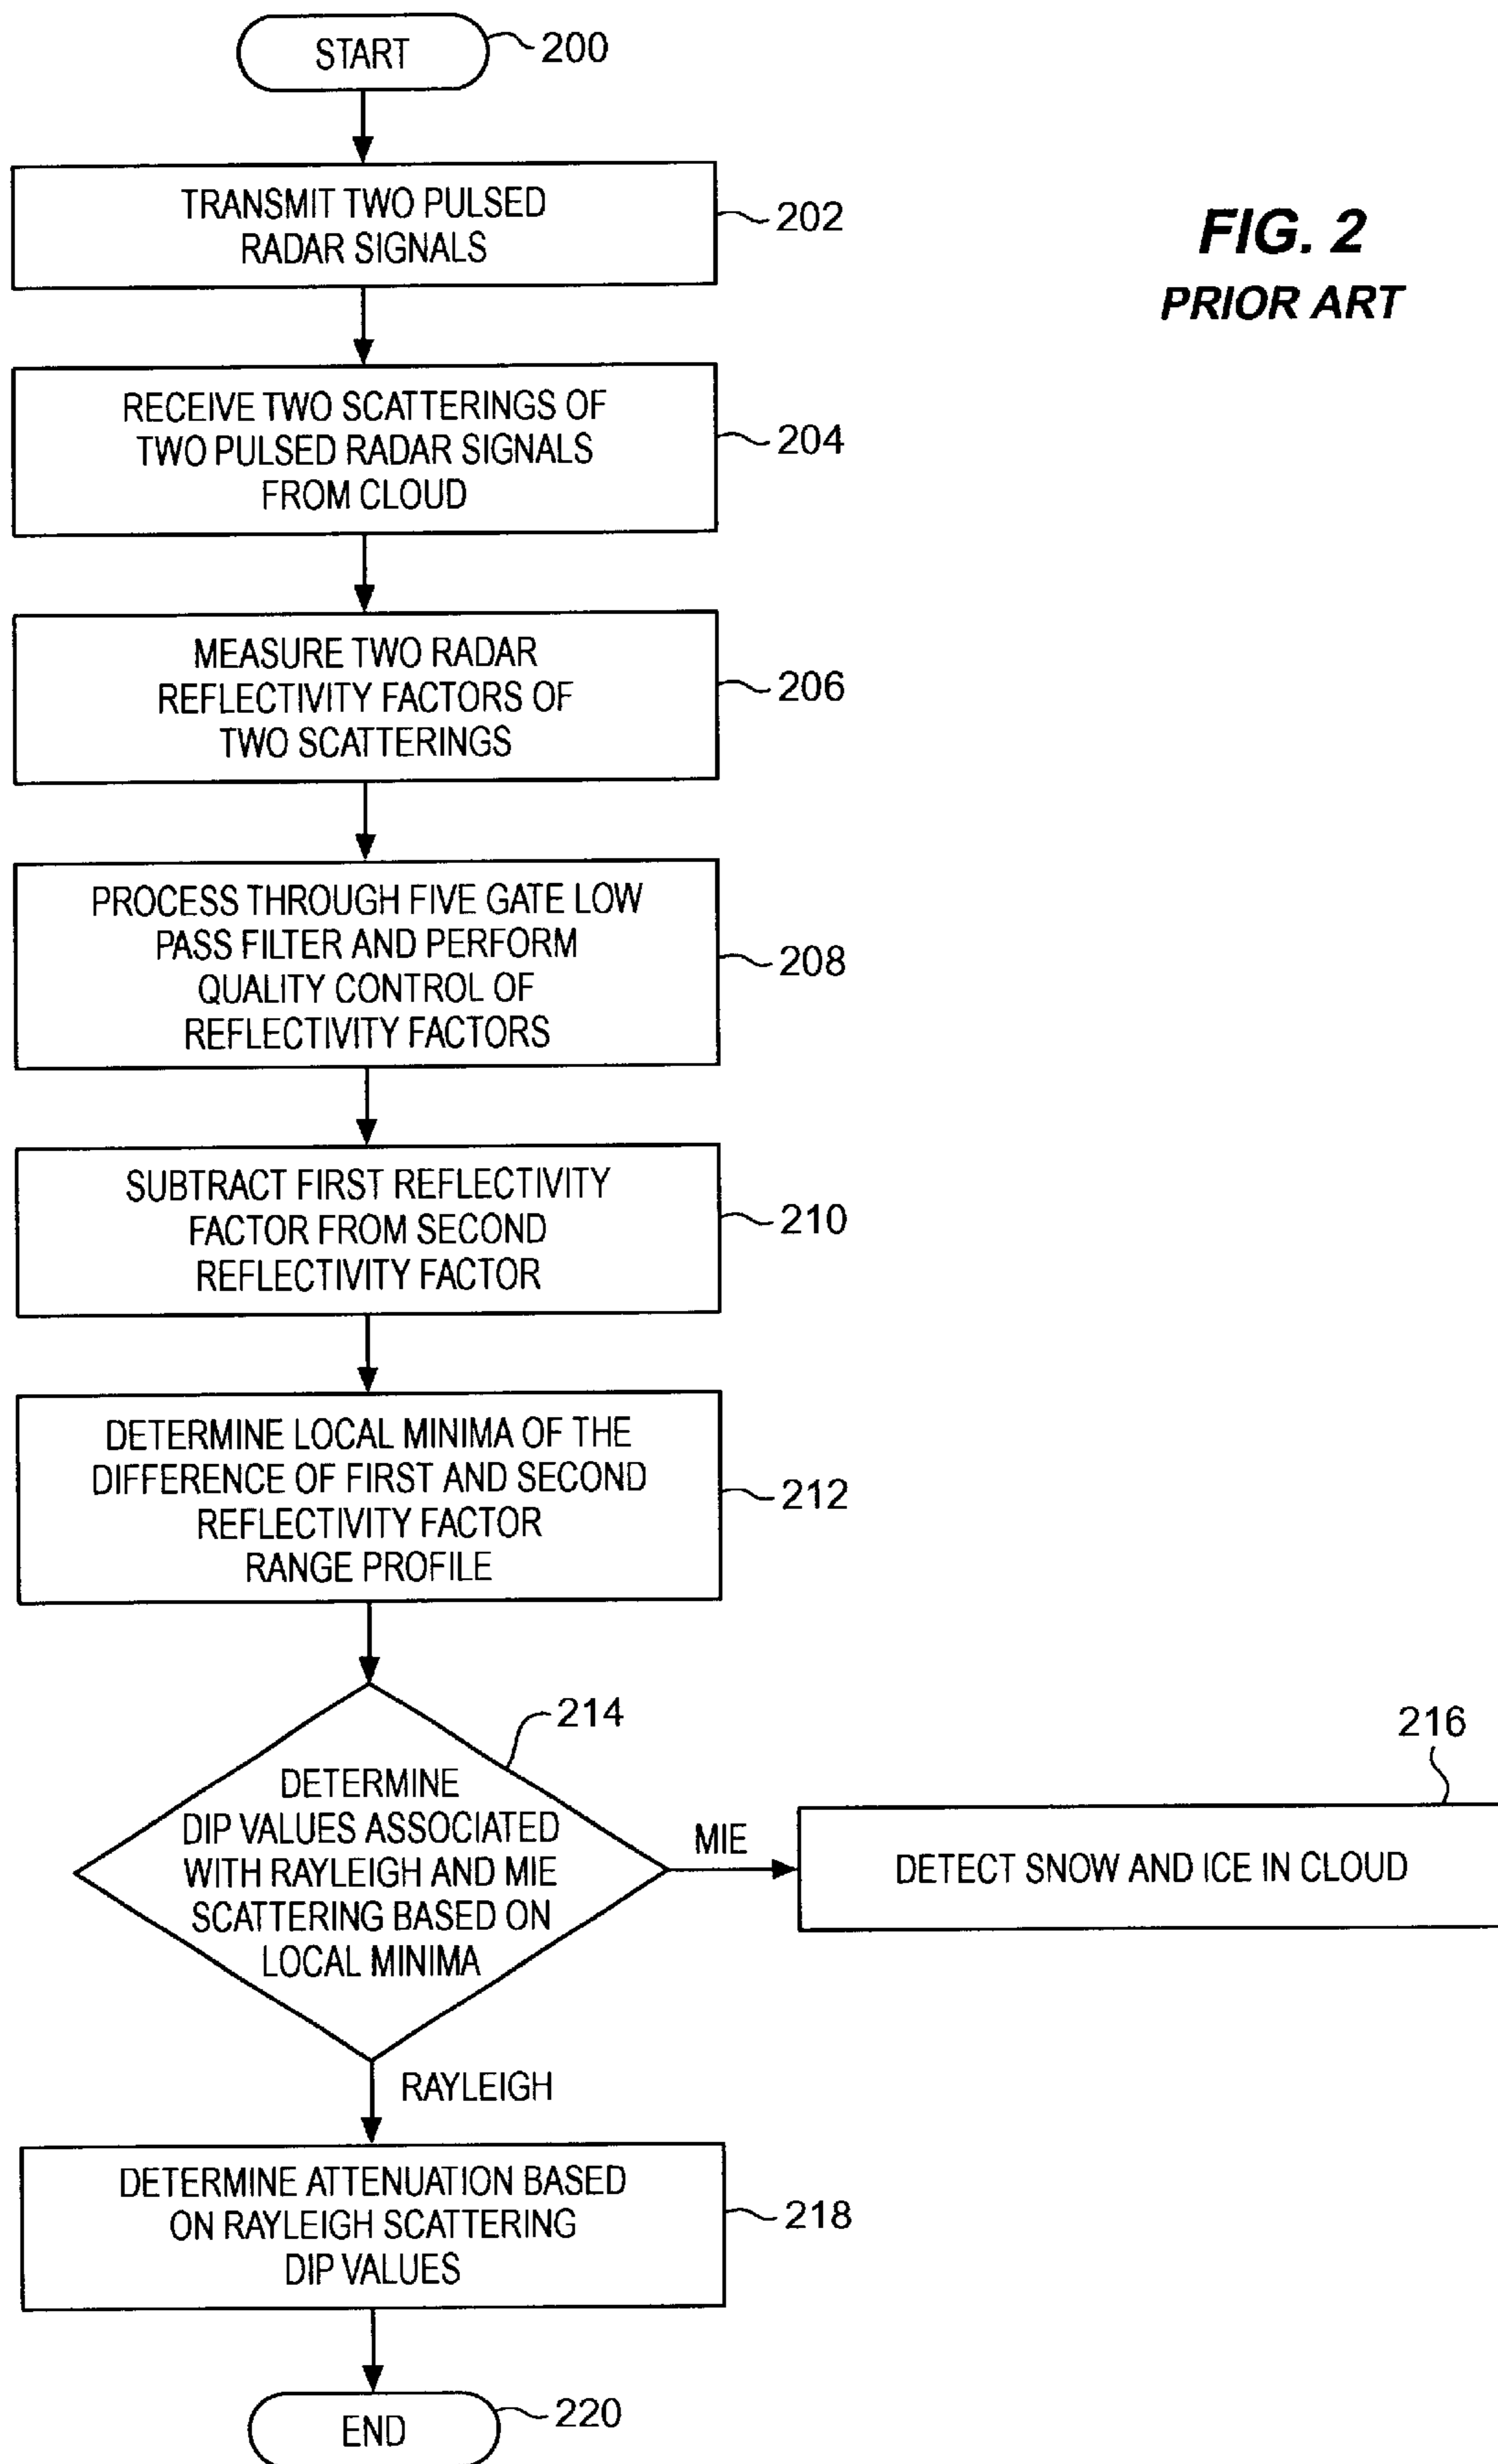 START
200
TRANSMIT TWO PULSED
RADAR SIGNALS
202
FIG. 2
PRIOR ART
RECEIVE TWO SCATTERINGS OF
TWO PULSED RADAR SIGNALS
FROM CLOUD
204
MEASURE TWO RADAR
REFLECTIVITY FACTORS OF
TWO SCATTERINGS
206
PROCESS THROUGH FIVE GATE LOW
PASS FILTER AND PERFORM
QUALITY CONTROL OF
REFLECTIVITY FACTORS
208
SUBTRACT FIRST REFLECTIVITY
FACTOR FROM SECOND
REFLECTIVITY FACTOR
210
DETERMINE LOCAL MINIMA OF THE
DIFFERENCE OF FIRST AND SECOND
REFLECTIVITY FACTOR
RANGE PROFILE
212
214
DETERMINE
DIP VALUES ASSOCIATED
WITH RAYLEIGH AND MIE
SCATTERING BASED ON
LOCAL MINIMA
MIE
216
DETECT SNOW AND ICE IN CLOUD
RAYLEIGH
DETERMINE ATTENUATION BASED
ON RAYLEIGH SCATTERING
DIP VALUES
218
END
220